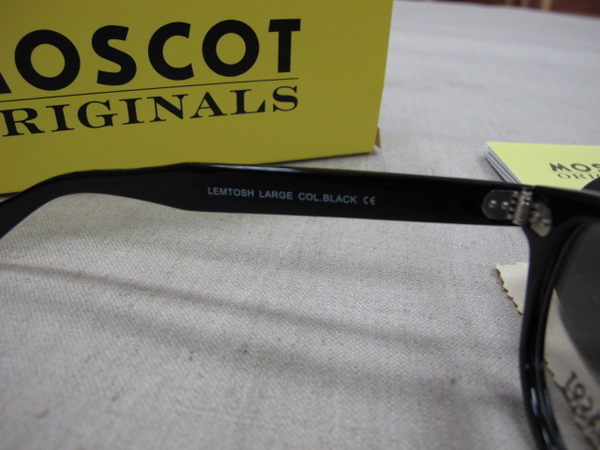 MOSCOT
ORIGINALS
LEMTOSH LARGE COL.BLACK CE